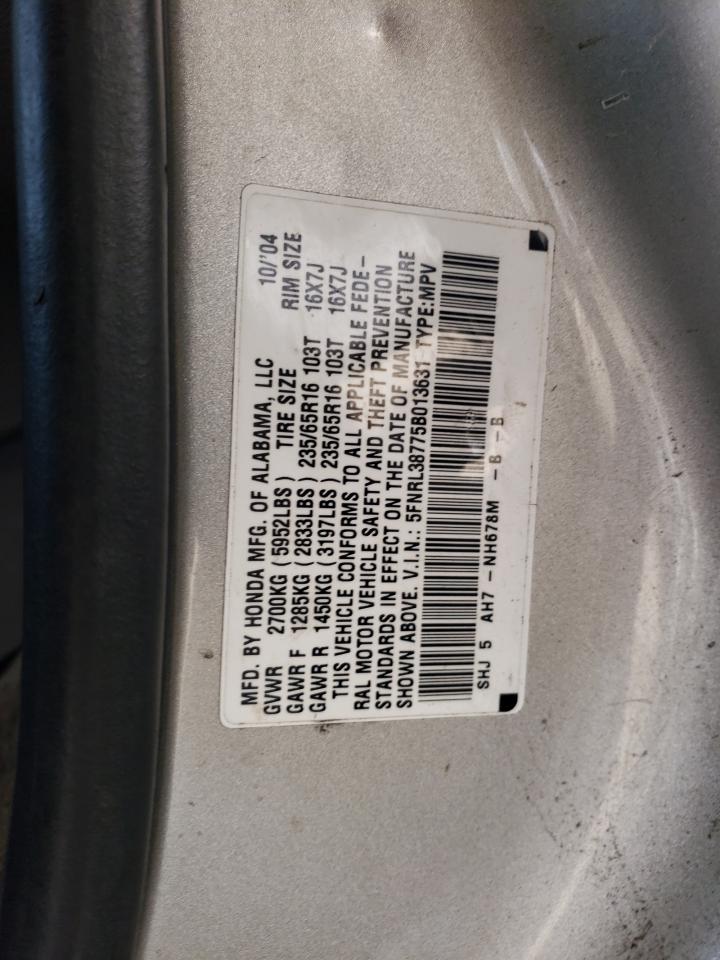 MFD. BY HONDA MFG. OF ALABAMA, LLC 10/'04
GVWR 2700KG (5952LBS) TIRE SIZE RIM SIZE
GAWR F 1285KG (2833LBS) 235/65R16 103T 16X7J
GAWR R 1450KG (3197LBS) 235/65R16 103T 16X7J
THIS VEHICLE CONFORMS TO ALL APPLICABLE FEDE-
RAL MOTOR VEHICLE SAFETY AND THEFT PREVENTION
STANDARDS IN EFFECT ON THE DATE OF MANUFACTURE
SHOWN ABOVE. V.I.N.: 5FNRL38775B013631 TYPE:MPV
SHJ 5 AH7 - NH678M - B - B